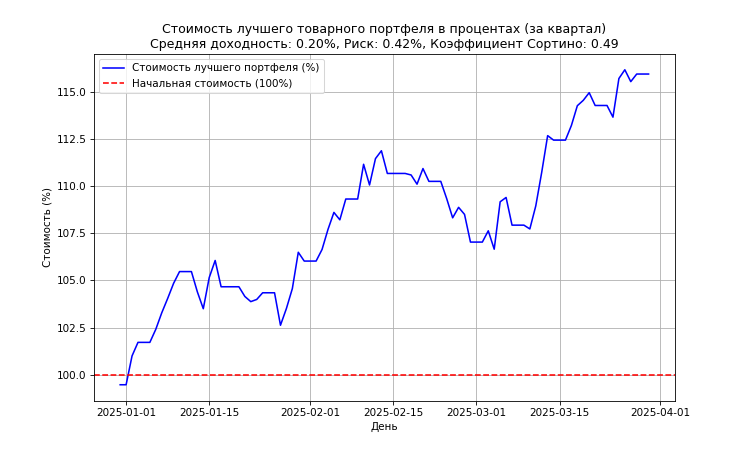 Стоимость лучшего товарного портфеля в процентах (за квартал)
Средняя доходность: 0.20%, Риск: 0.42%, Коэффициент Сортино: 0.49
Стоимость лучшего портфеля (%)
Начальная стоимость (100%)
Стоимость (%)
115.0
112.5
110.0
107.5
105.0
102.5
100.0
2025-01-01
2025-01-15
2025-02-01
2025-02-15
2025-03-01
2025-03-15
2025-04-01
День